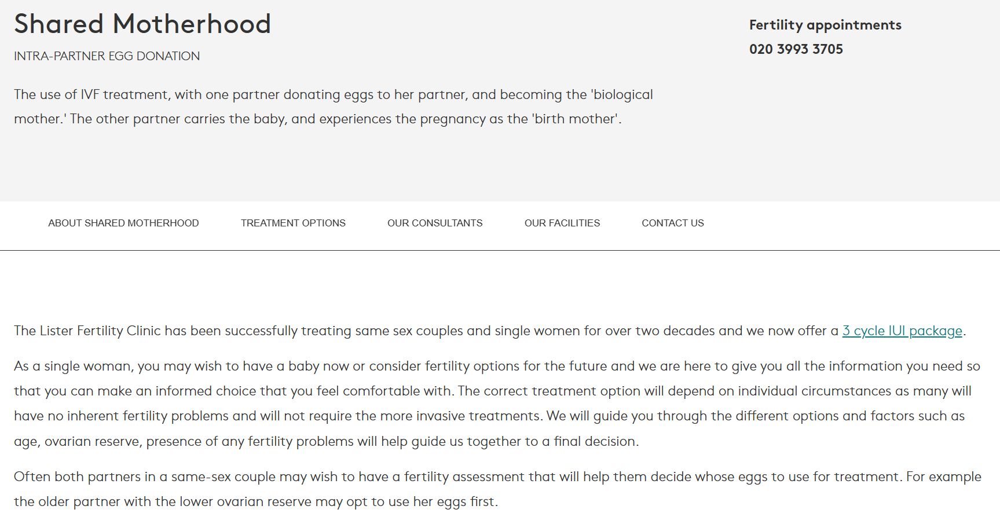 Shared Motherhood
INTRA-PARTNER EGG DONATION
The use of IVF treatment, with one partner donating eggs to her partner, and becoming the 'biological
mother.' The other partner carries the baby, and experiences the pregnancy as the 'birth mother'.
Fertility appointments
020 3993 3705
ABOUT SHARED MOTHERHOOD TREATMENT OPTIONS OUR CONSULTANTS OUR FACILITIES CONTACT US
The Lister Fertility Clinic has been successfully treating same sex couples and single women for over two decades and we now offer a 3 cycle IUI package.
As a single woman, you may wish to have a baby now or consider fertility options for the future and we are here to give you all the information you need so
that you can make an informed choice that you feel comfortable with. The correct treatment option will depend on individual circumstances as many will
have no inherent fertility problems and will not require the more invasive treatments. We will guide you through the different options and factors such as
age, ovarian reserve, presence of any fertility problems will help guide us together to a final decision.
Often both partners in a same-sex couple may wish to have a fertility assessment that will help them decide whose eggs to use for treatment. For example
the older partner with the lower ovarian reserve may opt to use her eggs first.